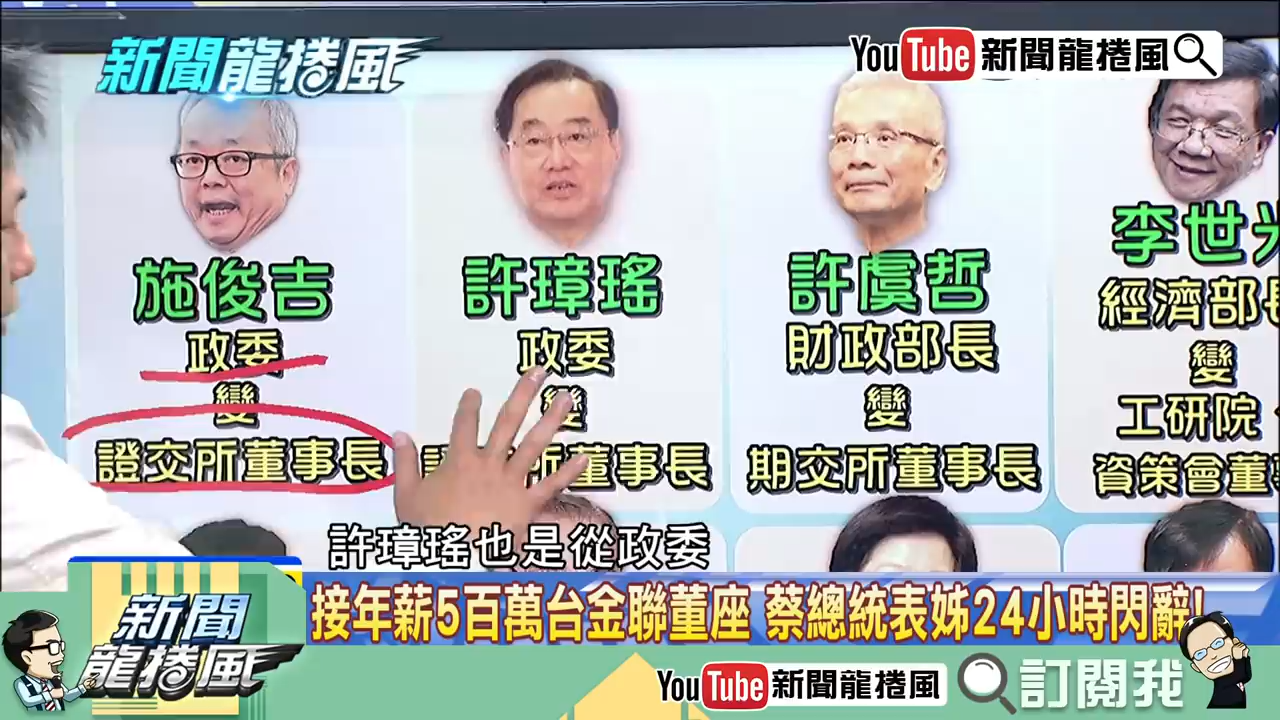 新聞龍捲風
YouTube 新聞龍捲風
施俊吉
政委
變
證交所董事長
許璋瑤
政委
變
所董事長
許虞哲
財政部長
變
期交所董事長
李世
經濟部長
變
工研院
資策會董
許璋瑤也是從政委
新聞
龍捲風
接年薪5百萬台金聯董座 蔡總統表姊24小時閃辭!
YouTube 新聞龍捲風
訂閱我